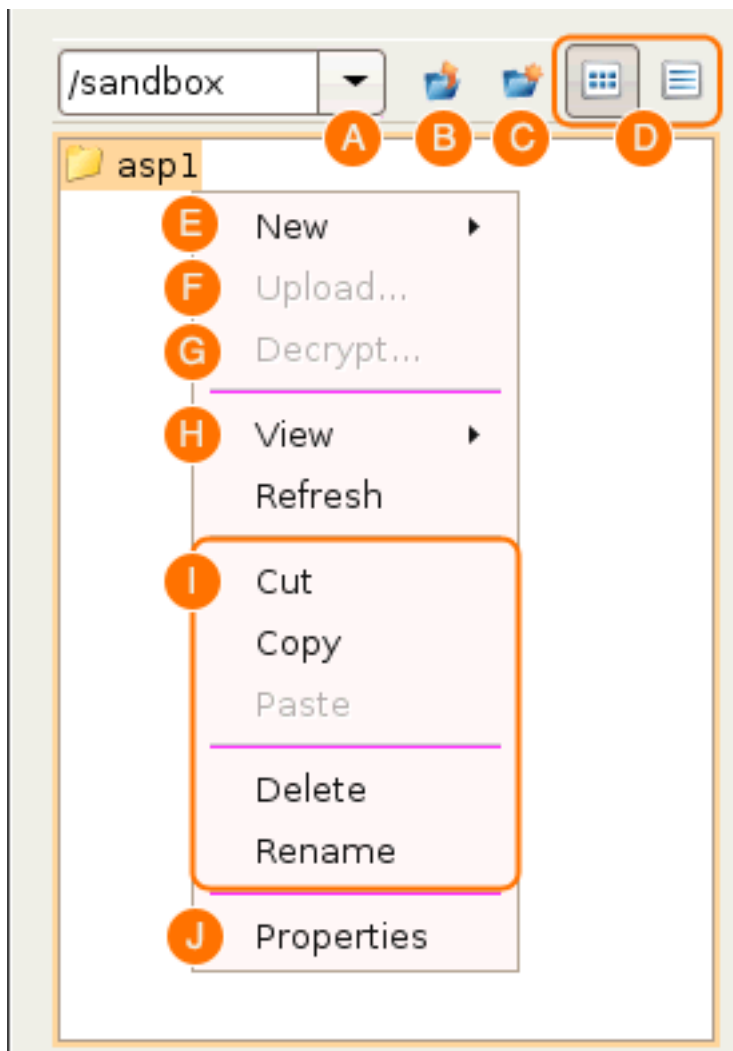 /sandbox
A B C D
asp1
E New
F Upload...
G Decrypt...
H View
Refresh
I Cut
Copy
Paste
Delete
Rename
J Properties